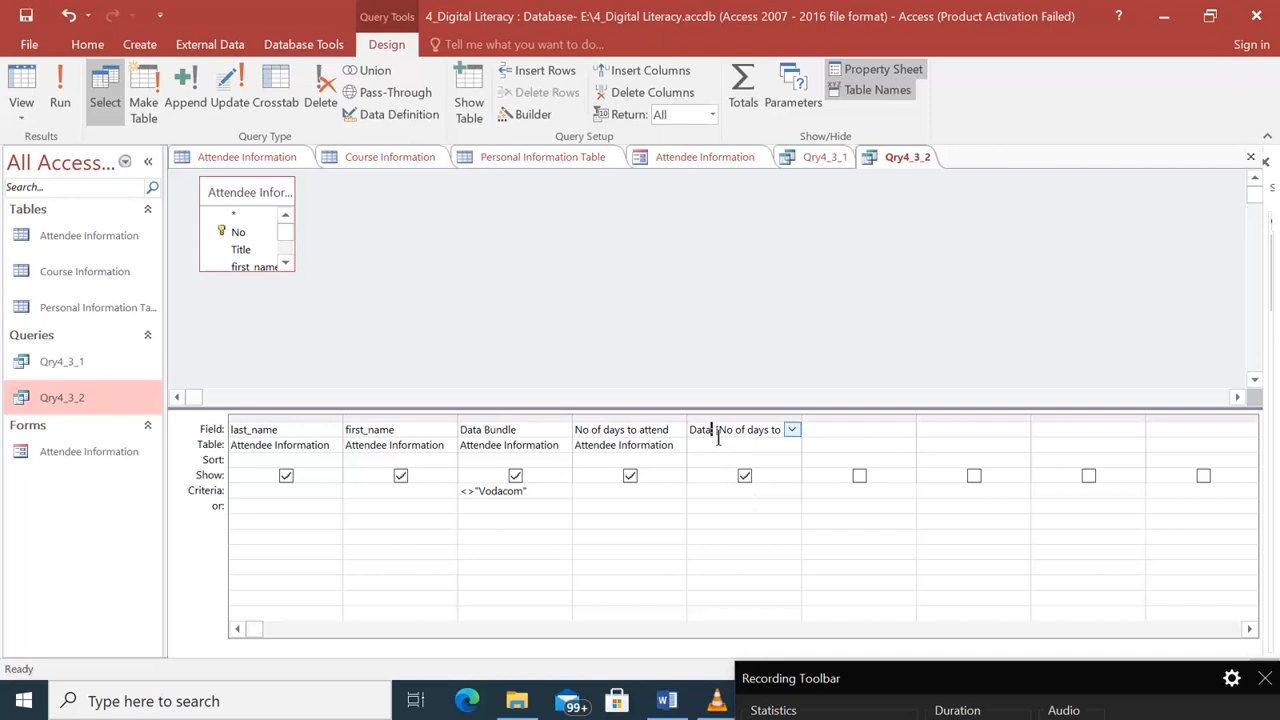 Query Tools
4_Digital Literacy : Database- E:\4_Digital Literacy.accdb (Access 2007 - 2016 file format) - Access (Product Activation Failed)
?
File Home Create External Data Database Tools Design Tell me what you want to do... Sign in
Union
Pass-Through
Data Definition
View Run Select Make Table Append Update Crosstab Delete
Show Table
Insert Rows
Delete Rows
Builder
Insert Columns
Delete Columns
Return: All
Totals Parameters
Property Sheet
Table Names
Results Query Type Query Setup Show/Hide
All Access...
Search...
Attendee Information Course Information Personal Information Table Attendee Information Qry4_3_1 Qry4_3_2
Tables
Attendee Information
Course Information
Personal Information Ta...
Queries
Qry4_3_1
Qry4_3_2
Forms
Attendee Information
Attendee Infor...
*
No
Title
first_name
Field: last_name first_name Data Bundle No of days to attend Data [No of days to
Table: Attendee Information Attendee Information Attendee Information Attendee Information
Sort:
Show:
Criteria: <>"Vodacom"
or:
Ready
Recording Toolbar
Statistics Duration Audio
Type here to search
99+